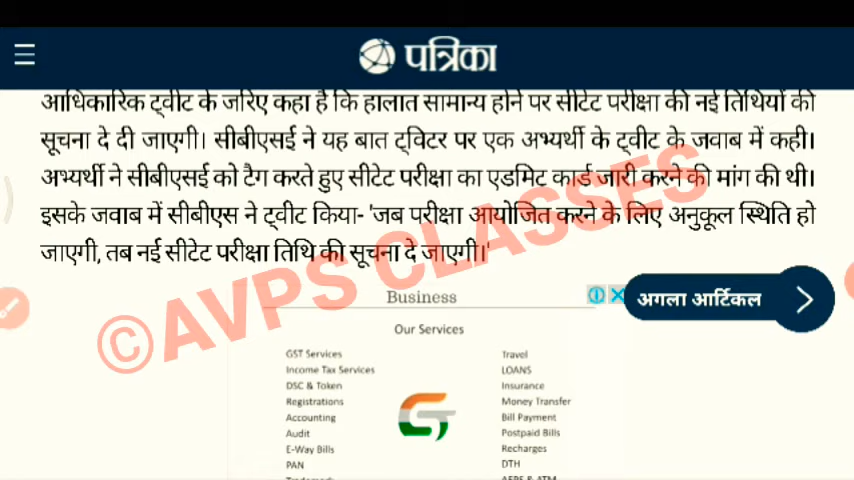 पत्रिका
आधिकारिक ट्वीट के जरिए कहा है कि हालात सामान्य होने पर सीटेट परीक्षा की नई तिथियों की
सूचना दे दी जाएगी। सीबीएसई ने यह बात ट्विटर पर एक अभ्यर्थी के ट्वीट के जवाब में कही।
अभ्यर्थी ने सीबीएसई को टैग करते हुए सीटेट परीक्षा का एडमिट कार्ड जारी करने की मांग की थी।
इसके जवाब में सीबीएस ने ट्वीट किया- 'जब परीक्षा आयोजित करने के लिए अनुकूल स्थिति हो
जाएगी, तब नई सीटेट परीक्षा तिथि की सूचना दे जाएगी।'
©AVPS CLASSES
Business
अगला आर्टिकल
Our Services
GST Services
Income Tax Services
DSC & Token
Registrations
Accounting
Audit
E-Way Bills
PAN
Trademark
Travel
LOANS
Insurance
Money Transfer
Bill Payment
Postpaid Bills
Recharges
DTH
AEPS & ATM